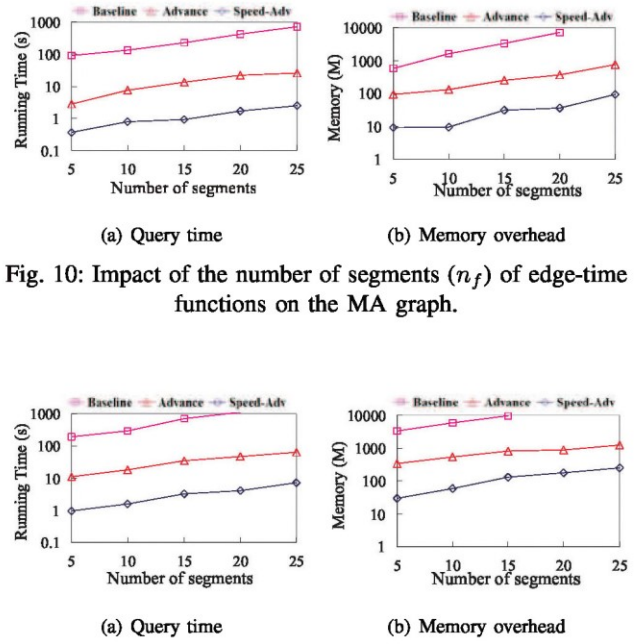 Baseline Advance Speed-Adv
Running Time (s)
1000
100
10
1
0.1
5 10 15 20 25
Number of segments
(a) Query time
Baseline Advance Speed-Adv
Memory (M)
10000
1000
100
10
1
5 10 15 20 25
Number of segments
(b) Memory overhead
Fig. 10: Impact of the number of segments (n_f) of edge-time
functions on the MA graph.
Baseline Advance Speed-Adv
Running Time (s)
1000
100
10
1
0.1
5 10 15 20 25
Number of segments
(a) Query time
Baseline Advance Speed-Adv
Memory (M)
10000
1000
100
10
1
5 10 15 20 25
Number of segments
(b) Memory overhead